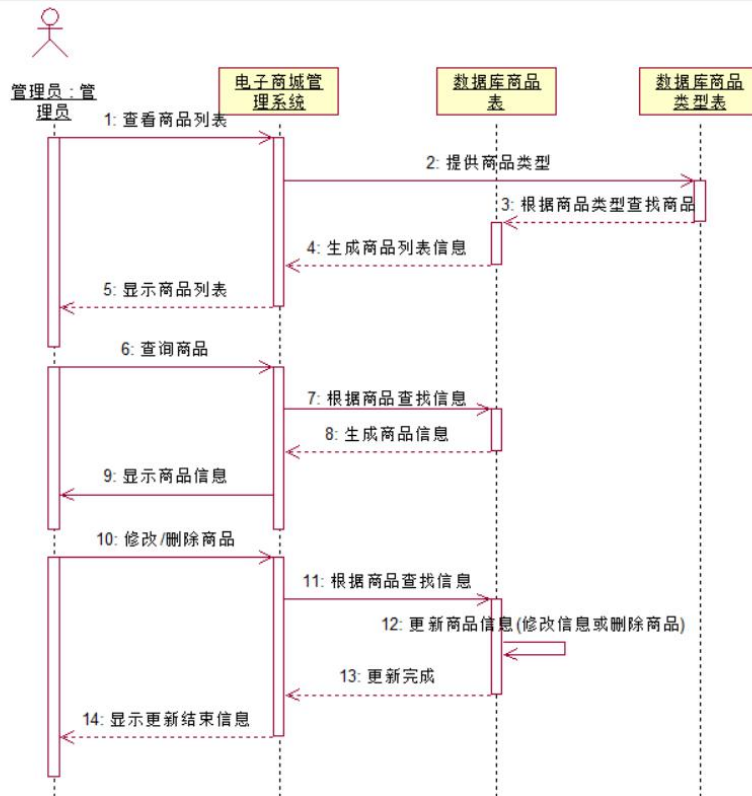 管理员 : 管
理员
电子商城管
理系统
数据库商品
表
数据库商品
类型表
1: 查看商品列表
2: 提供商品类型
3: 根据商品类型查找商品
4: 生成商品列表信息
5: 显示商品列表
6: 查询商品
7: 根据商品查找信息
8: 生成商品信息
9: 显示商品信息
10: 修改/删除商品
11: 根据商品查找信息
12: 更新商品信息(修改信息或删除商品)
13: 更新完成
14: 显示更新结束信息